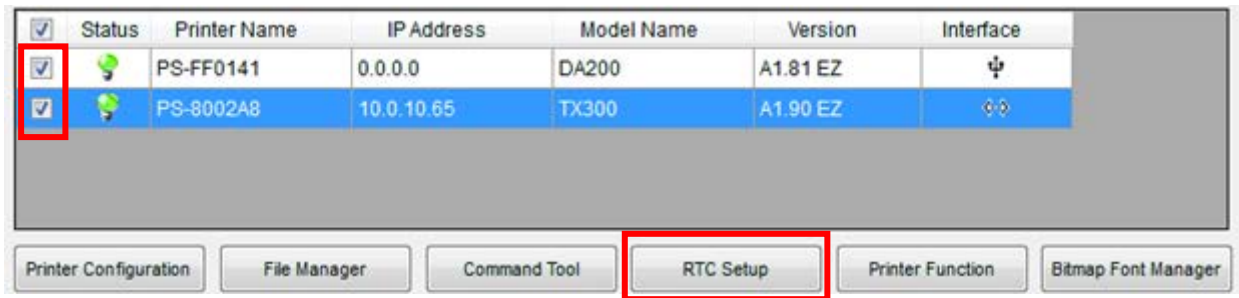 Status Printer Name IP Address Model Name Version Interface
PS-FF0141 0.0.0.0 DA200 A1.81 EZ
PS-8002A8 10.0.10.65 TX300 A1.90 EZ
Printer Configuration File Manager Command Tool RTC Setup Printer Function Bitmap Font Manager